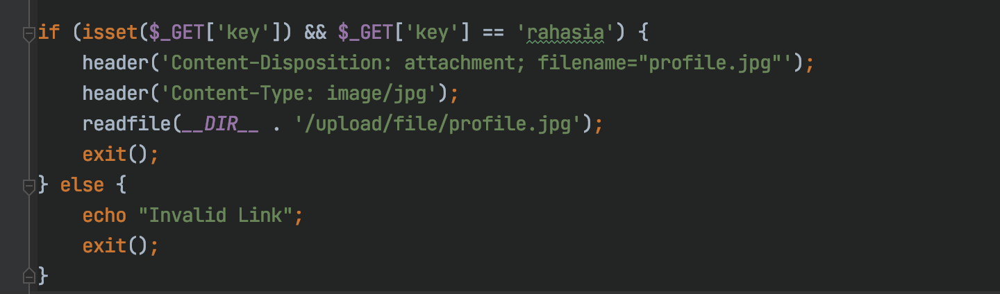 if (isset($_GET['key']) && $_GET['key'] == 'rahasia') {
    header('Content-Disposition: attachment; filename="profile.jpg"');
    header('Content-Type: image/jpg');
    readfile(__DIR__ . '/upload/file/profile.jpg');
    exit();
} else {
    echo "Invalid Link";
    exit();
}